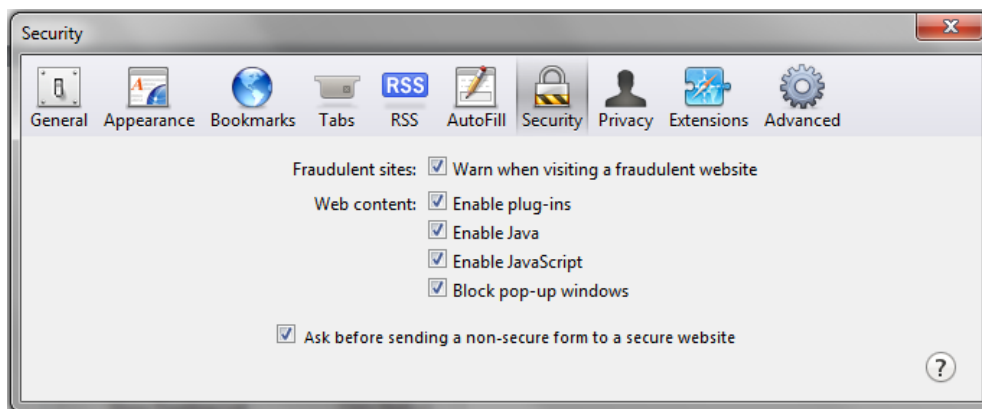 Security
RSS
General Appearance Bookmarks Tabs RSS AutoFill Security Privacy Extensions Advanced
Fraudulent sites: Warn when visiting a fraudulent website
Web content: Enable plug-ins
Enable Java
Enable JavaScript
Block pop-up windows
Ask before sending a non-secure form to a secure website
?